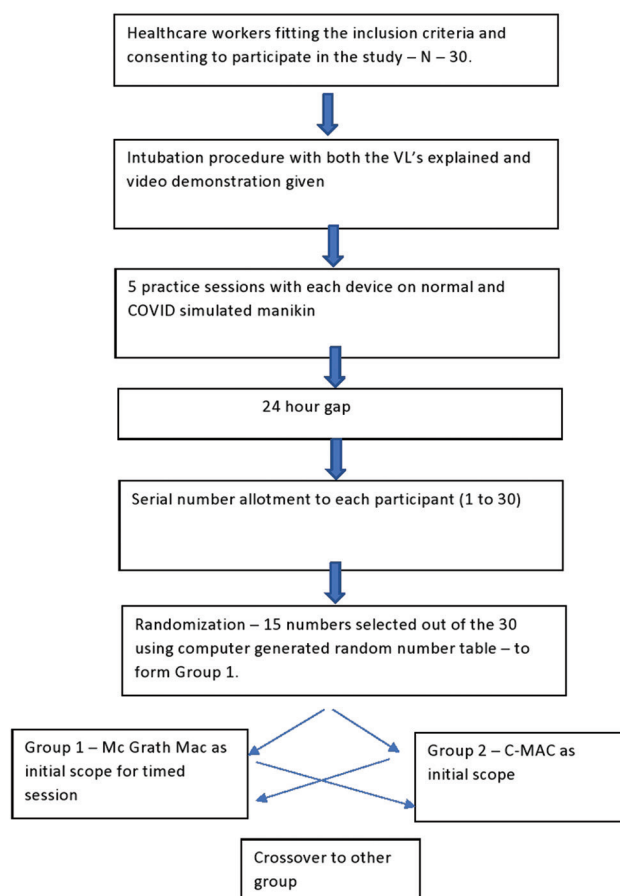 Healthcare workers fitting the inclusion criteria and
consenting to participate in the study – N – 30.
Intubation procedure with both the VL’s explained and
video demonstration given
5 practice sessions with each device on normal and
COVID simulated manikin
24 hour gap
Serial number allotment to each participant (1 to 30)
Randomization – 15 numbers selected out of the 30
using computer generated random number table – to
form Group 1.
Group 1 – Mc Grath Mac as
initial scope for timed
session
Group 2 – C-MAC as
initial scope
Crossover to other
group